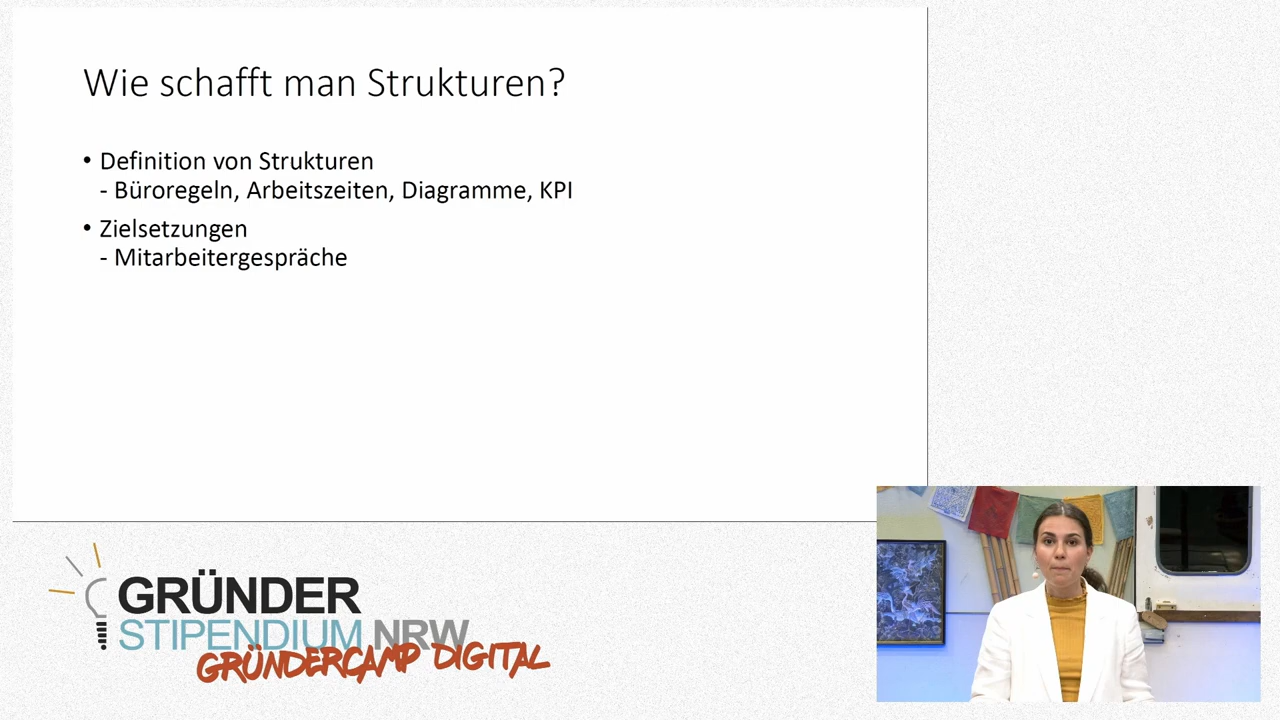 Wie schafft man Strukturen?
• Definition von Strukturen
- Büroregeln, Arbeitszeiten, Diagramme, KPI
• Zielsetzungen
- Mitarbeitergespräche
GRÜNDER
STIPENDIUM NRW
GRÜNDERCAMP DIGITAL